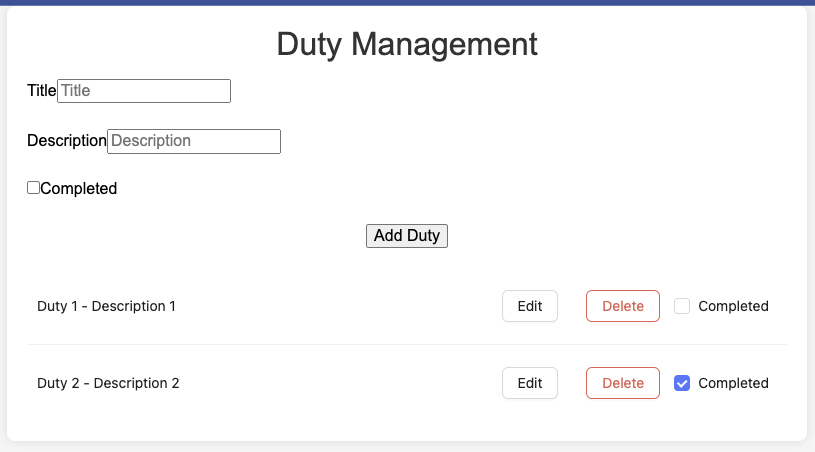 Duty Management
Title Title
Description Description
Completed
Add Duty
Duty 1 - Description 1 Edit Delete Completed
Duty 2 - Description 2 Edit Delete Completed